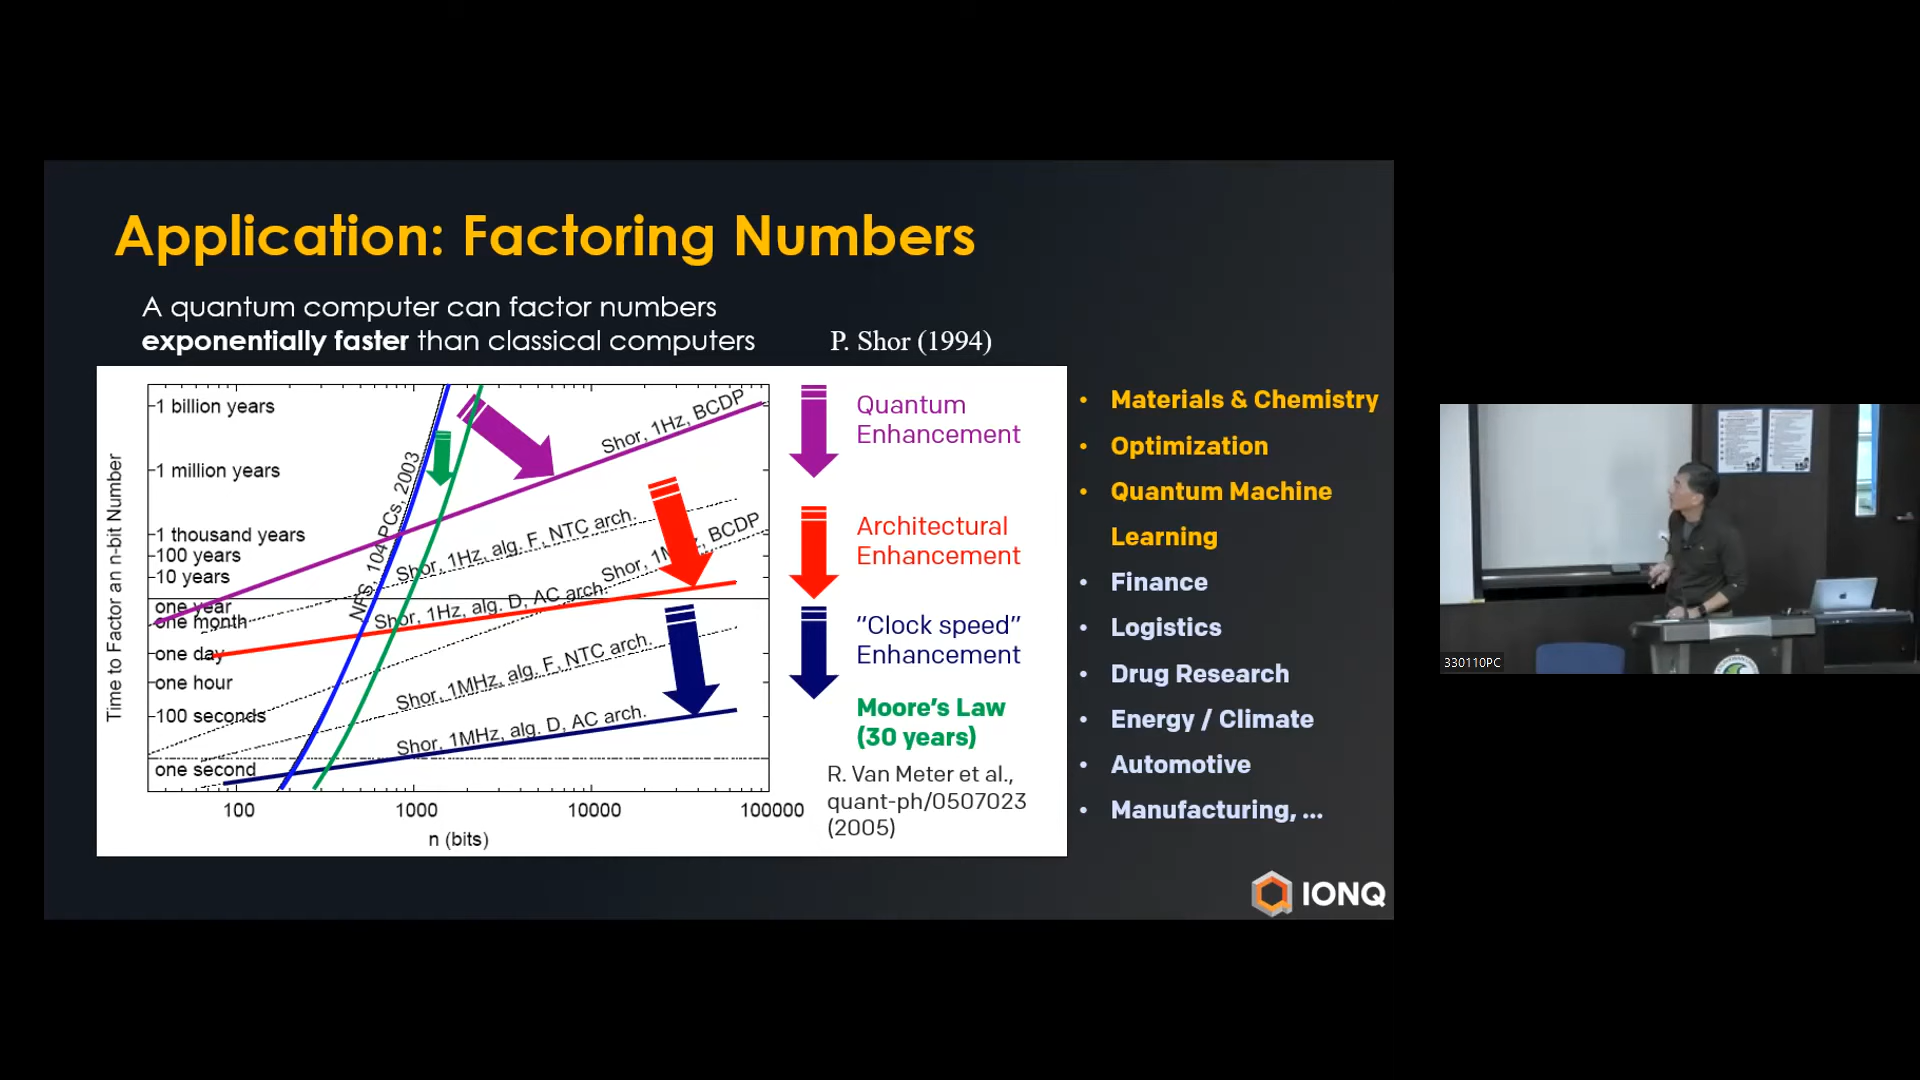 Application: Factoring Numbers
A quantum computer can factor numbers
exponentially faster than classical computers
P. Shor (1994)
Time to Factor an n-bit Number
1 billion years
1 million years
1 thousand years
100 years
10 years
one year
one month
one day
one hour
100 seconds
one second
100
1000
10000
100000
n (bits)
NFS, 104 PCs, 2003
Shor, 1Hz, BCDP
Shor, 1Hz, alg. F, NTC arch.
Shor, 1MHz, BCDP
Shor, 1Hz, alg. D, AC arch.
Shor, 1MHz, alg. F, NTC arch.
Shor, 1MHz, alg. D, AC arch.
Quantum
Enhancement
Architectural
Enhancement
“Clock speed”
Enhancement
Moore’s Law
(30 years)
R. Van Meter et al.,
quant-ph/0507023
(2005)
• Materials & Chemistry
• Optimization
• Quantum Machine
Learning
• Finance
• Logistics
• Drug Research
• Energy / Climate
• Automotive
• Manufacturing, ...
IONQ
330110PC